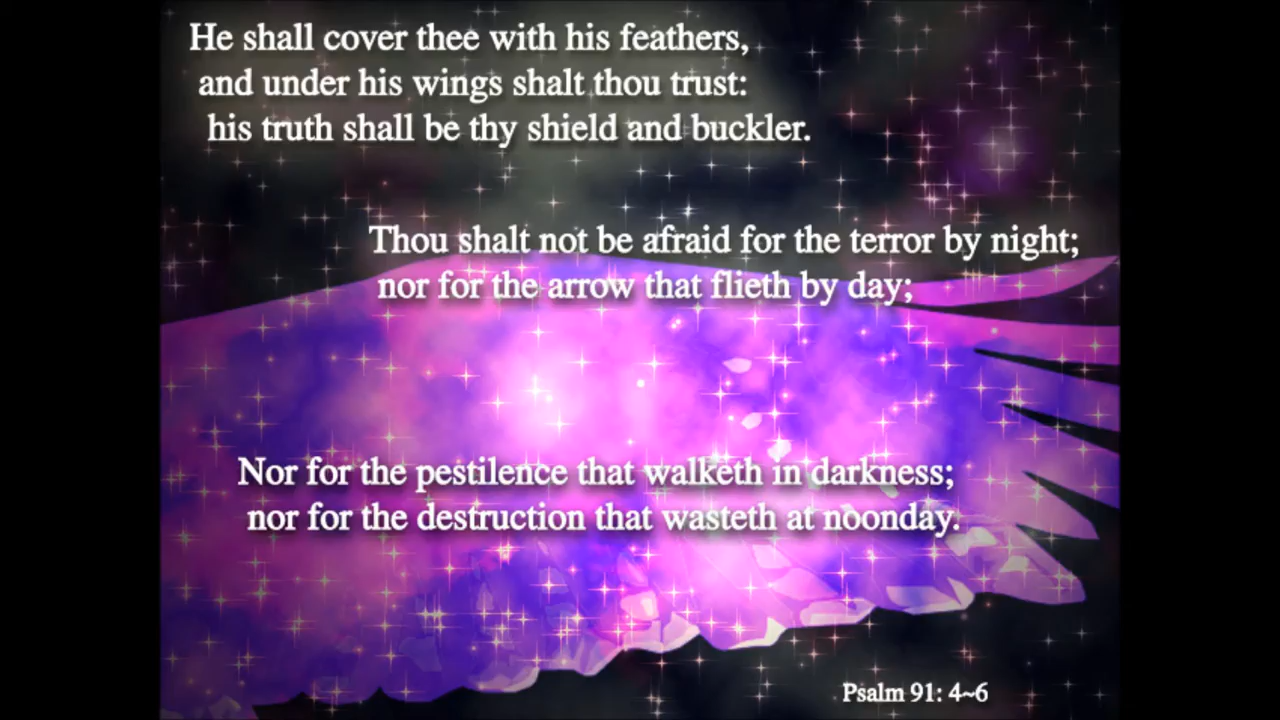 He shall cover thee with his feathers,
and under his wings shalt thou trust:
his truth shall be thy shield and buckler.
Thou shalt not be afraid for the terror by night;
nor for the arrow that flieth by day;
Nor for the pestilence that walketh in darkness;
nor for the destruction that wasteth at noonday.
Psalm 91: 4~6